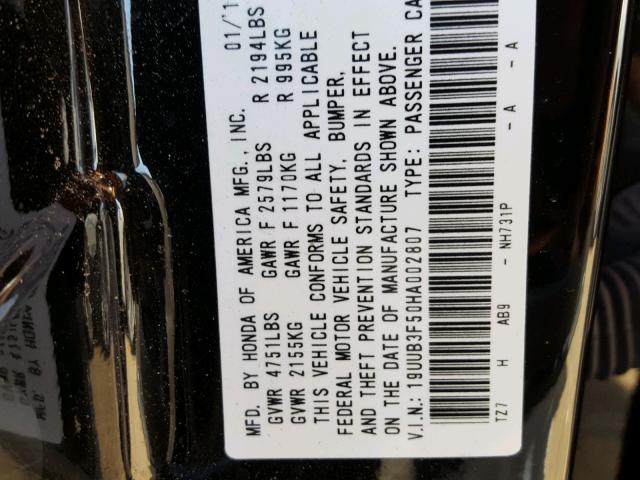 MFD. BY HONDA OF AMERICA MFG., INC. 01/'1
GVWR 4751LBS GAWR F 2579LBS R 2194LBS
GVWR 2155KG GAWR F 1170KG R 995KG
THIS VEHICLE CONFORMS TO ALL APPLICABLE
FEDERAL MOTOR VEHICLE SAFETY, BUMPER,
AND THEFT PREVENTION STANDARDS IN EFFECT
ON THE DATE OF MANUFACTURE SHOWN ABOVE.
V.I.N.: 19UUB3F50HA002807 TYPE: PASSENGER CA
TZ7 H AB9 - NH731P - A - A